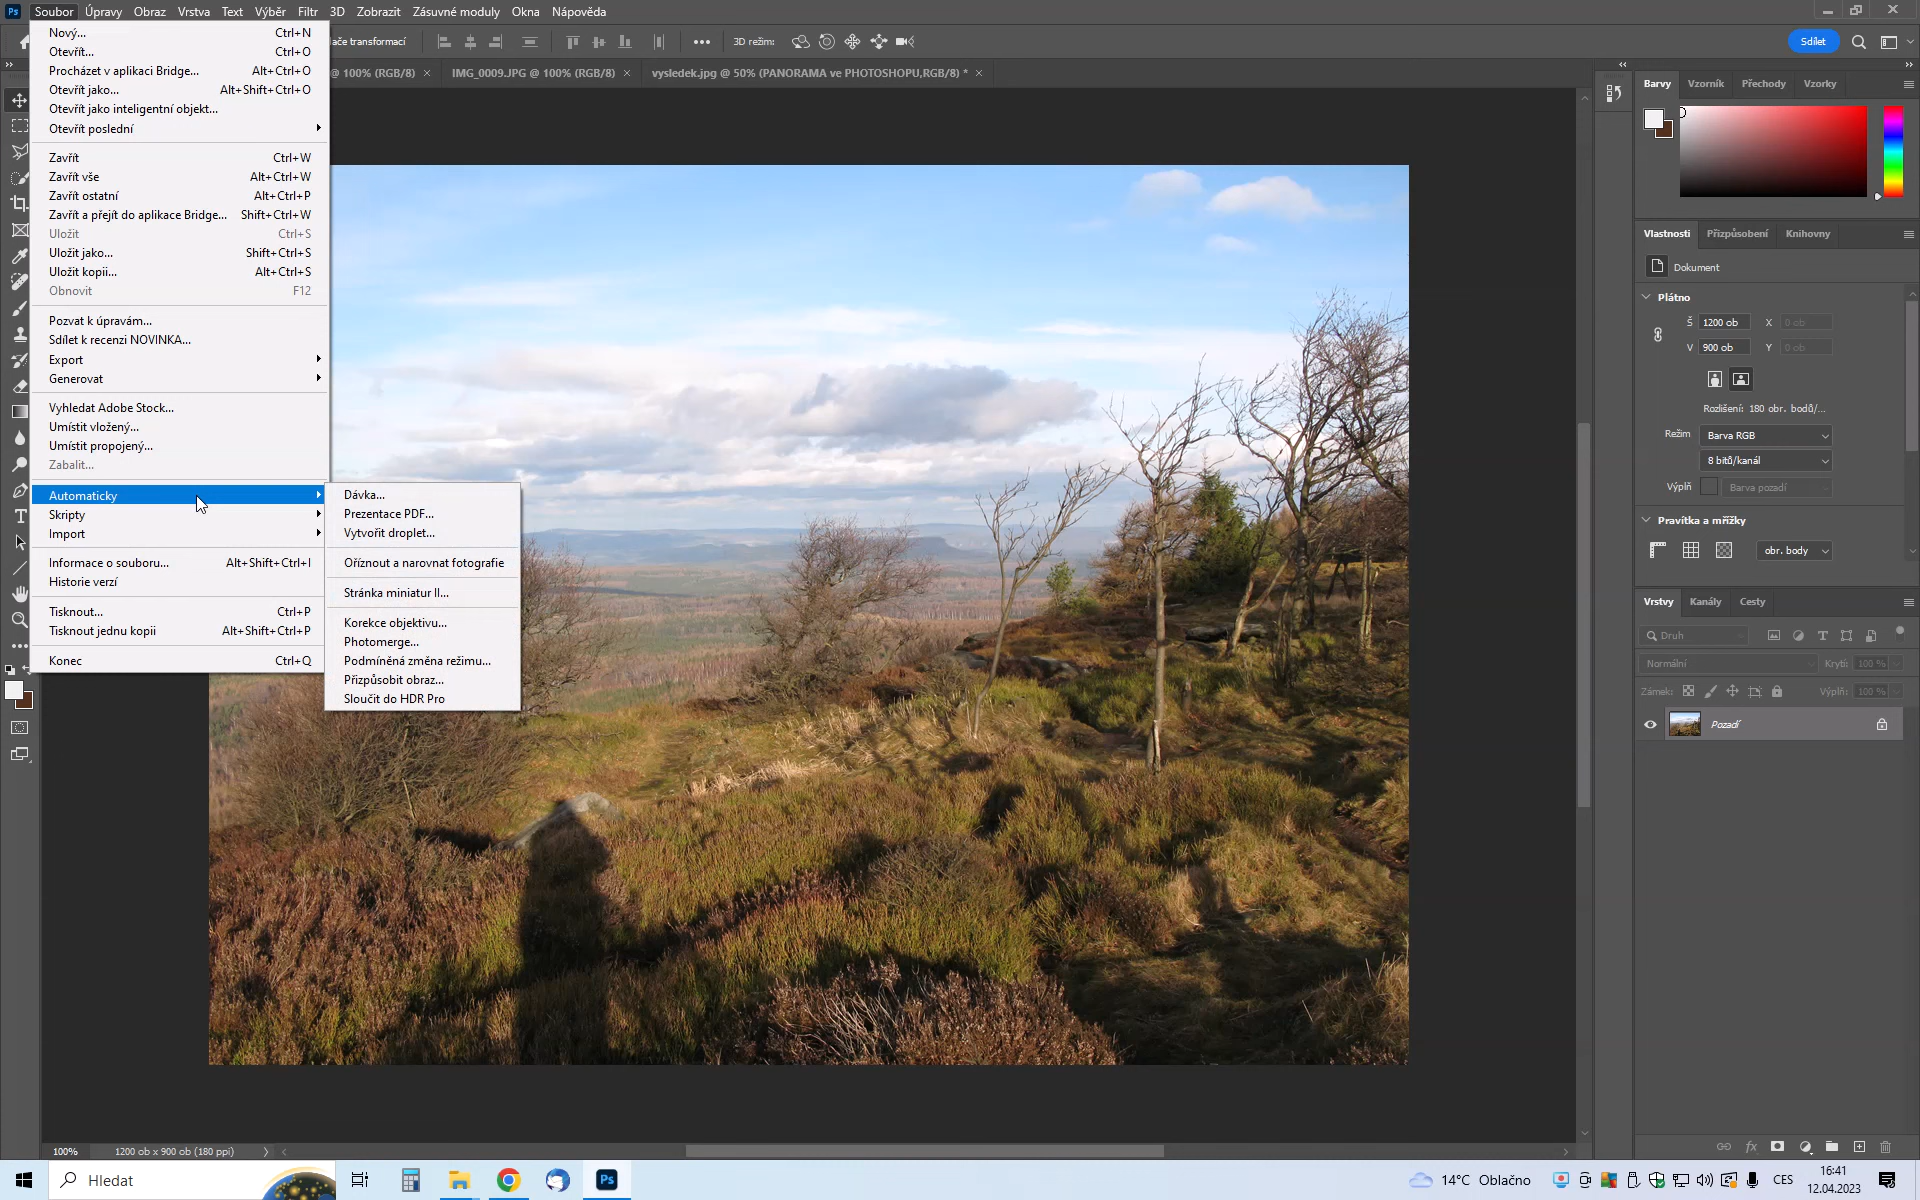 Ps Soubor Úpravy Obraz Vrstva Text Výběr Filtr 3D Zobrazit Zásuvné moduly Okna Nápověda
Nový... Ctrl+N
Otevřít... Ctrl+O
Procházet v aplikaci Bridge... Alt+Ctrl+O
Otevřít jako... Alt+Shift+Ctrl+O
Otevřít jako inteligentní objekt...
Otevřít poslední
Zavřít Ctrl+W
Zavřít vše Alt+Ctrl+W
Zavřít ostatní Alt+Ctrl+P
Zavřít a přejít do aplikace Bridge... Shift+Ctrl+W
Uložit Ctrl+S
Uložit jako... Shift+Ctrl+S
Uložit kopii... Alt+Ctrl+S
Obnovit F12
Pozvat k úpravám...
Sdílet k recenzi NOVINKA...
Export
Generovat
Vyhledat Adobe Stock...
Umístit vložený...
Umístit propojený...
Zabalit...
Automaticky
Skripty
Import
Informace o souboru... Alt+Shift+Ctrl+I
Historie verzí
Tisknout... Ctrl+P
Tisknout jednu kopii Alt+Shift+Ctrl+P
Konec Ctrl+Q
Dávka...
Prezentace PDF...
Vytvořit droplet...
Oříznout a narovnat fotografie
Stránka miniatur II...
Korekce objektivu...
Photomerge...
Podmíněná změna režimu...
Přizpůsobit obraz...
Sloučit do HDR Pro
transformací 3D režim: Sdílet
@ 100% (RGB/8) × IMG_0009.JPG @ 100% (RGB/8) × vysledek.jpg @ 50% (PANORAMA ve PHOTOSHOPU,RGB/8) * ×
Barvy Vzorník Přechody Vzorky
Vlastnosti Přizpůsobení Knihovny
Dokument
Plátno
Š 1200 ob X 0 ob
V 900 ob Y 0 ob
Rozlišení: 180 obr. bodů/...
Režim Barva RGB
8 bitů/kanál
Výplň Barva pozadí
Pravítka a mřížky
obr. body
Vrstvy Kanály Cesty
Druh
Normální Krytí: 100 %
Zámek: Výplň: 100 %
Pozadí
fx
100% 1200 ob x 900 ob (180 ppi)
Hledat Ps 14°C Oblačno CES 16:41
12.04.2023